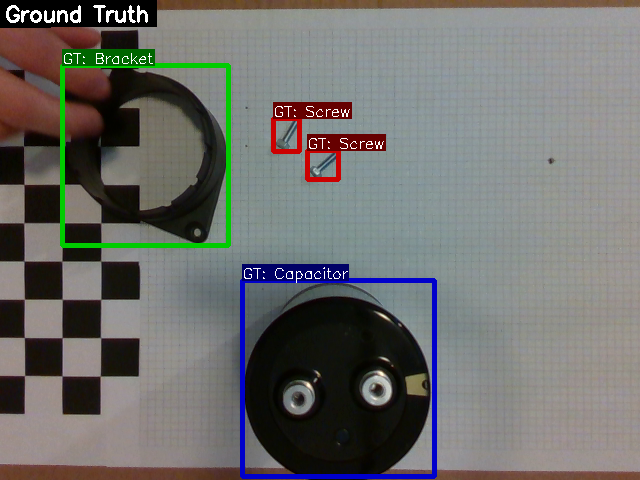 Ground Truth
GT: Bracket
GT: Screw
GT: Screw
GT: Capacitor